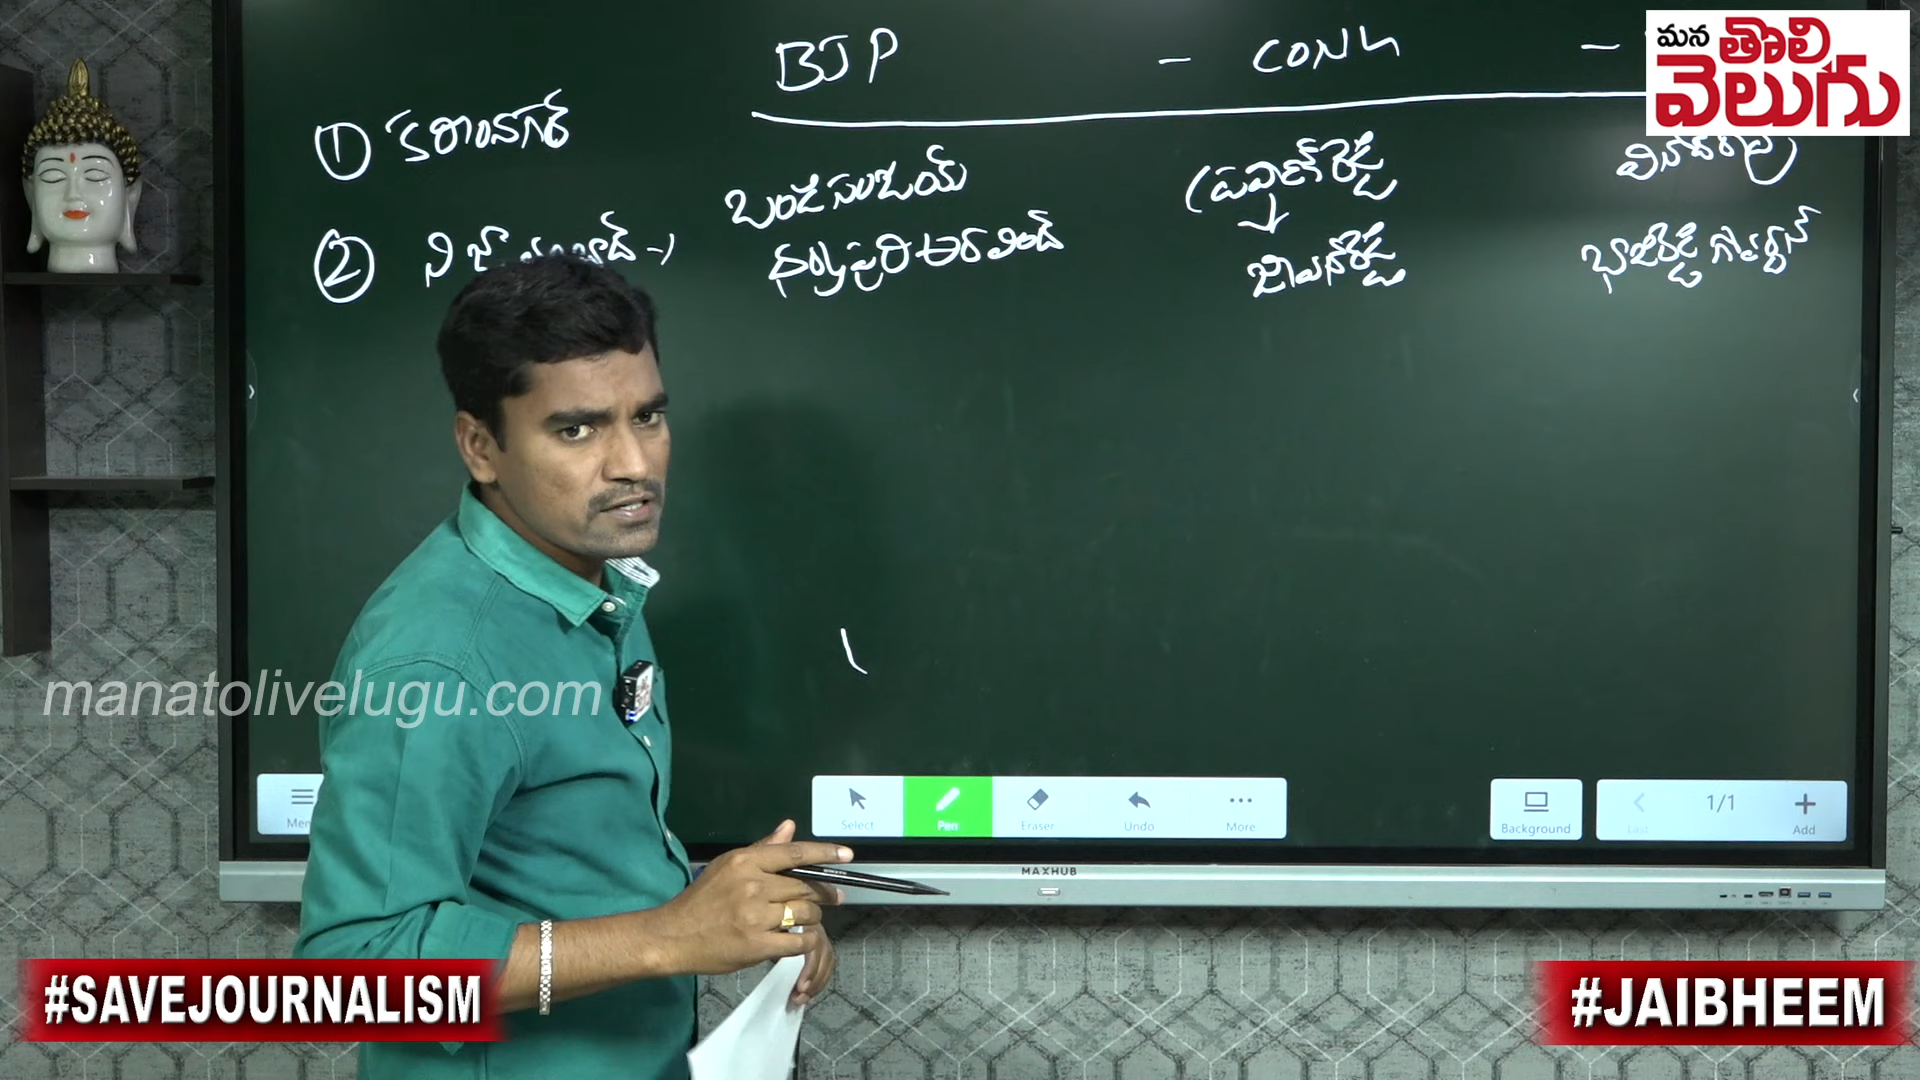 BJP - CONG -
మన
తొలి
వెలుగు
① కరీంనగర్ బండి సంజయ్ ప్రవీణ్ రెడ్డి వినోద్ రావు
② ధర్మపురి అరవింద్ జీవన్ రెడ్డి బాజిరెడ్డి గోవర్ధన్
manatolivelugu.com
Select Pen Eraser Undo More
Background
Last 1/1 Add
MAXHUB
#SAVEJOURNALISM
#JAIBHEEM